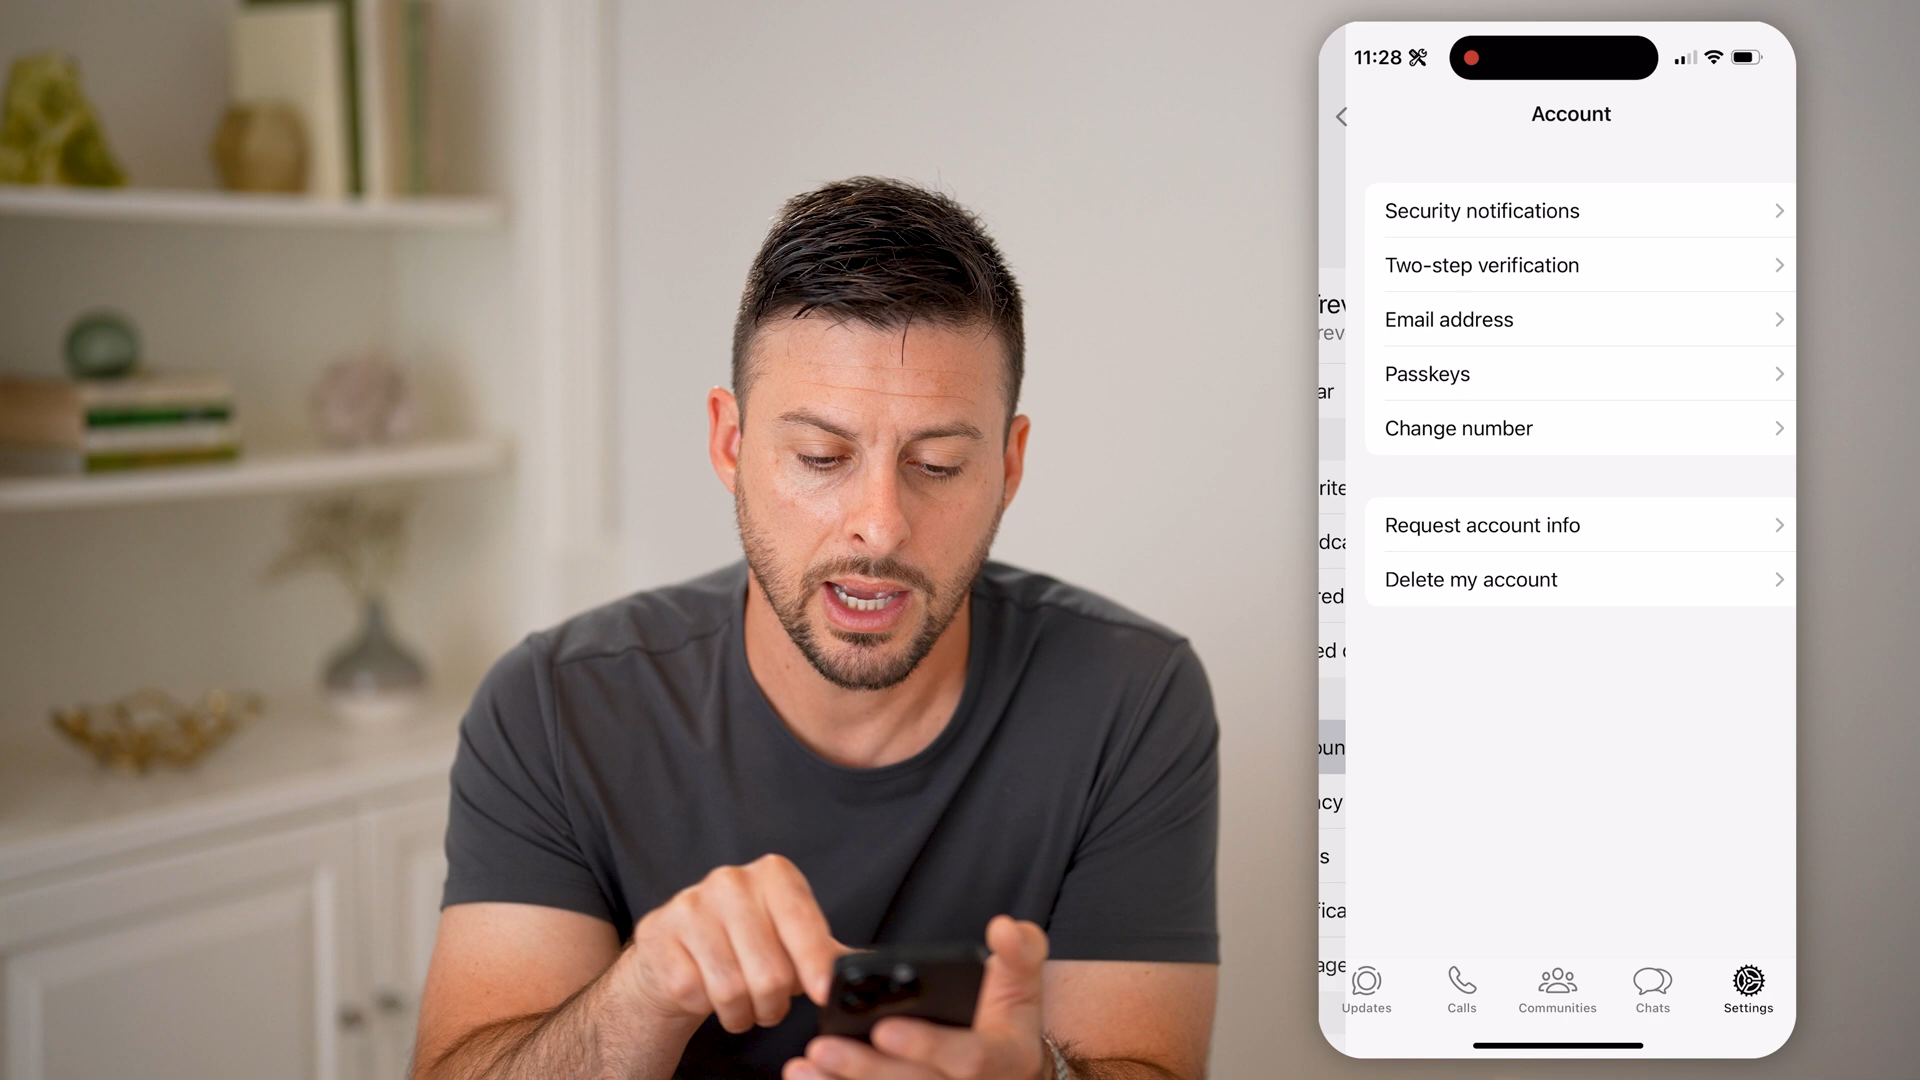 11:28
Account
Security notifications
Two-step verification
Email address
Passkeys
Change number
Request account info
Delete my account
Updates
Calls
Communities
Chats
Settings